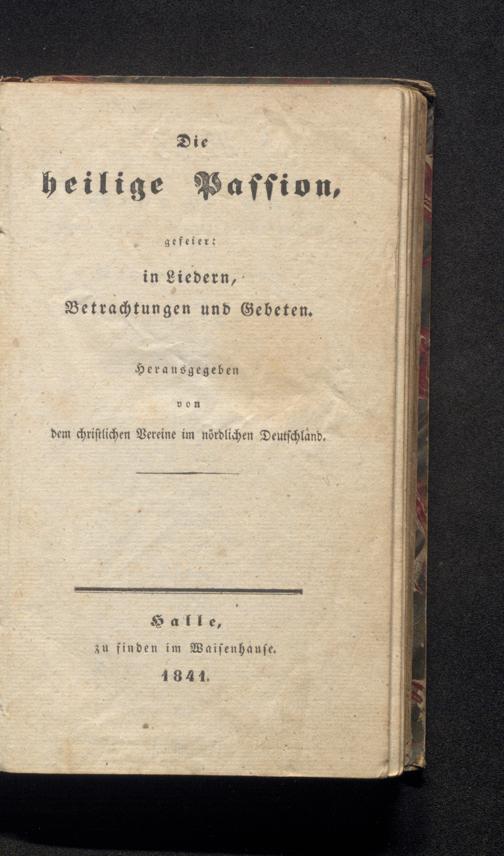 Die
heilige Passion,
gefeiert
in Liedern,
Betrachtungen und Gebeten.
Herausgegeben
von
dem christlichen Vereine im nördlichen Deutschland.
Halle,
zu finden im Waisenhause.
1841.